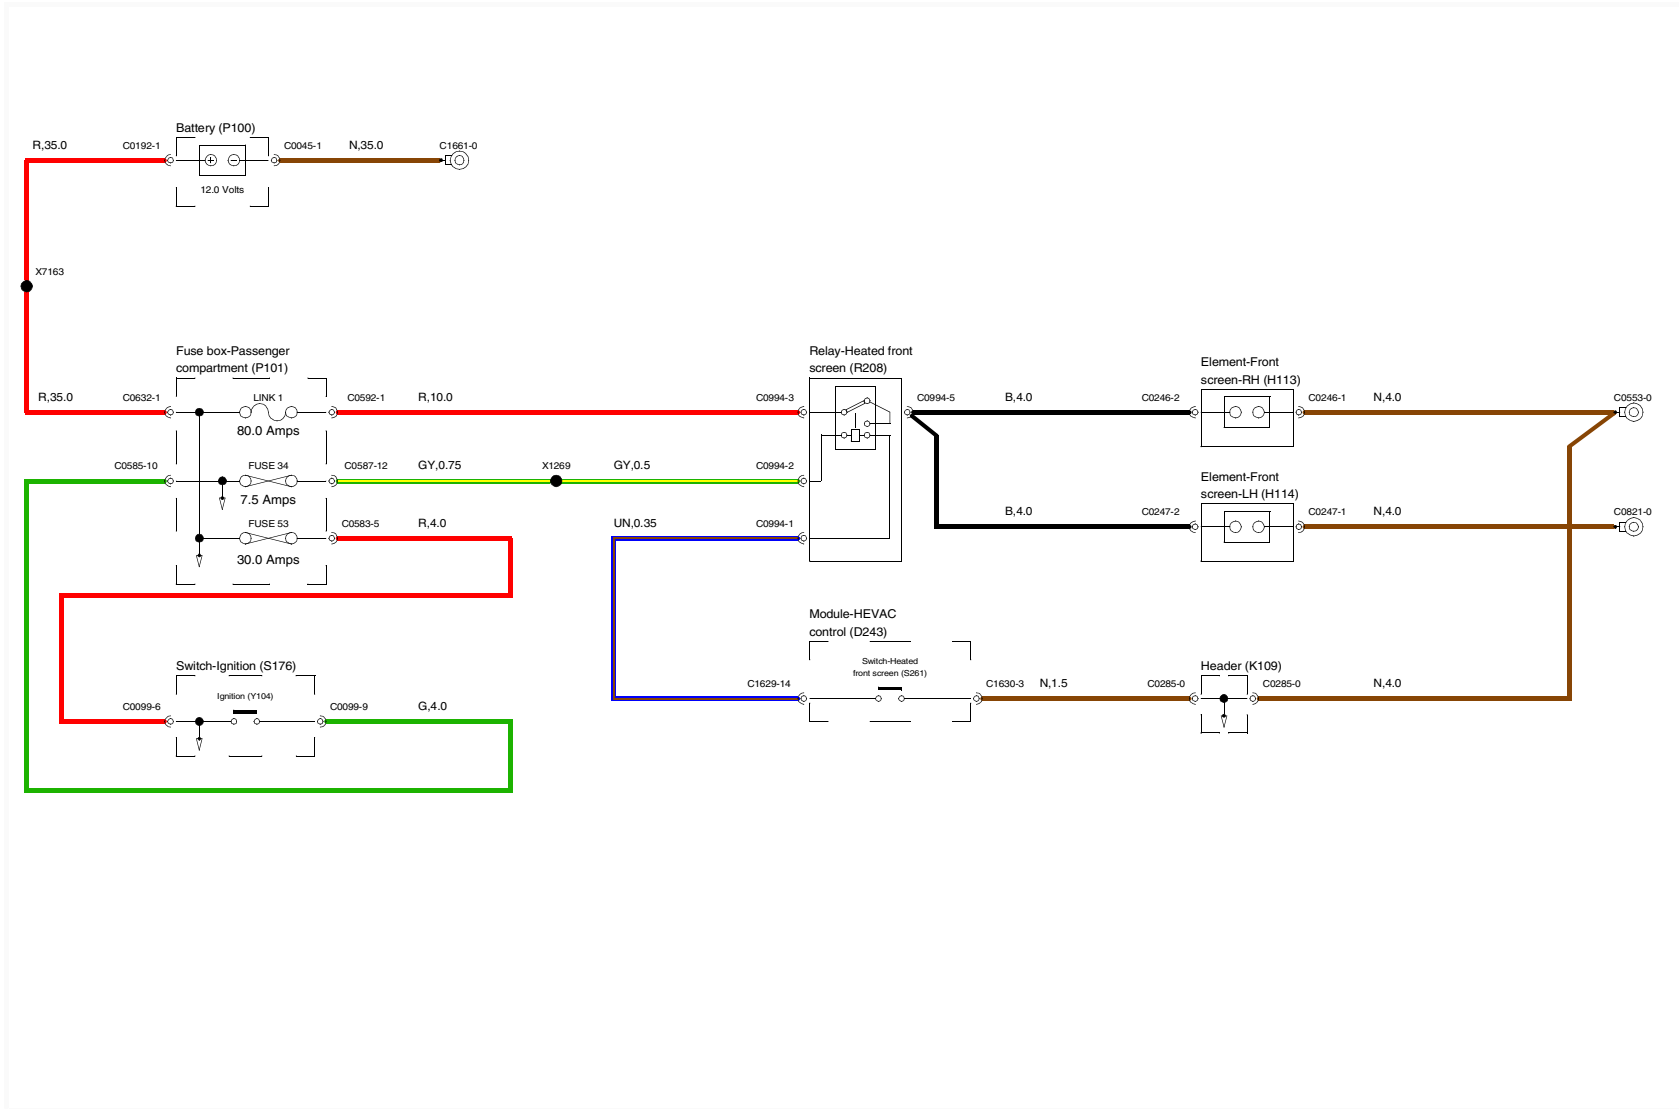 Battery (P100)
R,35.0
C0192-1
C0045-1
N,35.0
C1661-0
12.0 Volts
X7163
Fuse box-Passenger
compartment (P101)
R,35.0
C0632-1
LINK 1
C0592-1
R,10.0
80.0 Amps
C0585-10
FUSE 34
C0587-12
GY,0.75
X1269
GY,0.5
7.5 Amps
FUSE 53
C0583-5
R,4.0
30.0 Amps
Relay-Heated front
screen (R208)
C0994-3
C0994-5
C0994-2
UN,0.35
C0994-1
B,4.0
C0246-2
Element-Front
screen-RH (H113)
C0246-1
N,4.0
C0553-0
B,4.0
C0247-2
Element-Front
screen-LH (H114)
C0247-1
N,4.0
C0821-0
Switch-Ignition (S176)
Ignition (Y104)
C0099-6
C0099-9
G,4.0
Module-HEVAC
control (D243)
Switch-Heated
front screen (S261)
C1629-14
C1630-3
N,1.5
Header (K109)
C0285-0
C0285-0
N,4.0